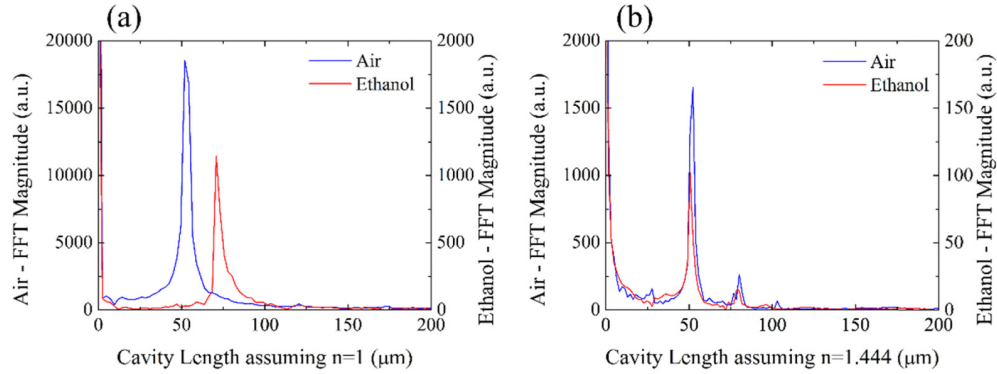 (a)
Air - FFT Magnitude (a.u.)
20000
15000
10000
5000
0
Air
Ethanol
2000
1500
1000
500
0
Ethanol - FFT Magnitude (a.u.)
0 50 100 150 200
Cavity Length assuming n=1 (μm)
(b)
Air - FFT Magnitude (a.u.)
2000
1500
1000
500
0
Air
Ethanol
200
150
100
50
0
Ethanol - FFT Magnitude (a.u.)
0 50 100 150 200
Cavity Length assuming n=1.444 (μm)